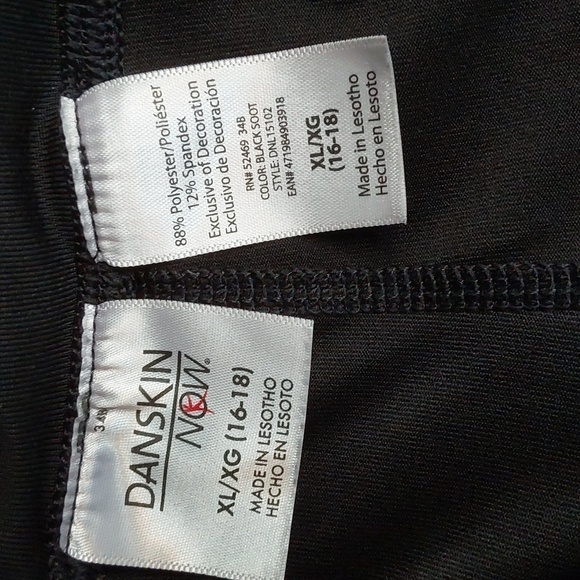 88% Polyester/Poliéster
12% Spandex
Exclusive of Decoration
Exclusivo de Decoración
RN# 52469 34B
COLOR: BLACK SOOT
STYLE: DNL15102
EAN# 471984903918
XL/XG
(16-18)
Made in Lesotho
Hecho en Lesoto
DANSKIN
NOW®
XL/XG (16-18)
MADE IN LESOTHO
HECHO EN LESOTO